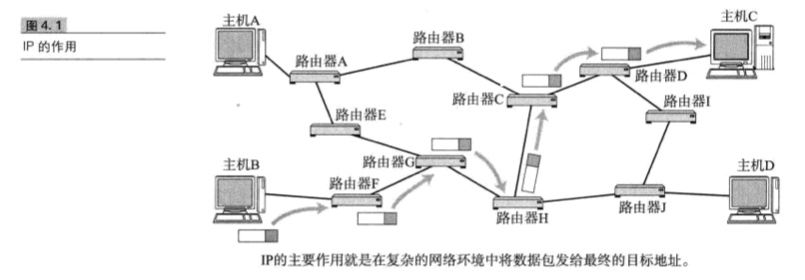 图 4.1
IP 的作用
主机A
主机C
路由器B
路由器A
路由器D
路由器C
路由器I
路由器E
主机B
路由器G
主机D
路由器F
路由器H
路由器J
IP的主要作用就是在复杂的网络环境中将数据包发给最终的目标地址。